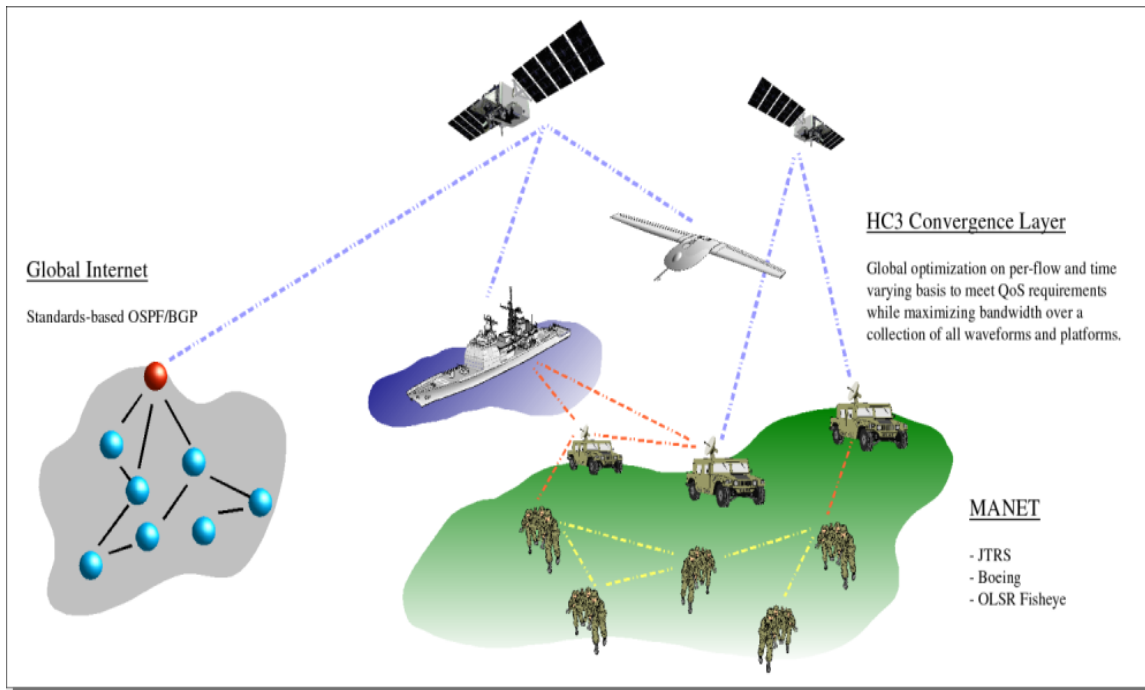 Global Internet
Standards-based OSPF/BGP
HC3 Convergence Layer
Global optimization on per-flow and time
varying basis to meet QoS requirements
while maximizing bandwidth over a
collection of all waveforms and platforms.
MANET
- JTRS
- Boeing
- OLSR Fisheye